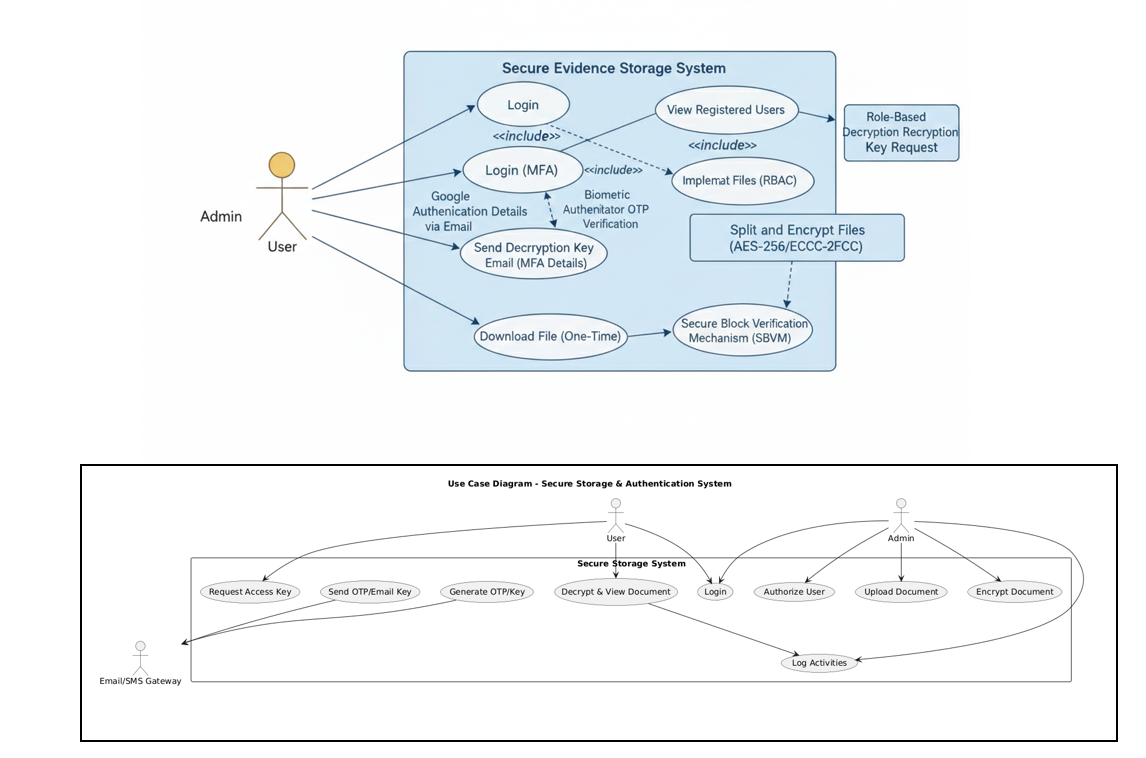 Secure Evidence Storage System
Login
View Registered Users
Role-Based
Decryption Recryption
Key Request
<<include>>
<<include>>
Login (MFA)
<<include>>
Implemat Files (RBAC)
Google
Authenication Details
via Email
Biometic
Authenitator OTP
Verification
Admin
User
Split and Encrypt Files
(AES-256/ECCC-2FCC)
Send Decrryption Key
Email (MFA Details)
Download File (One-Time)
Secure Block Verification
Mechanism (SBVM)
Use Case Diagram - Secure Storage & Authentication System
User
Admin
Secure Storage System
Request Access Key
Send OTP/Email Key
Generate OTP/Key
Decrypt & View Document
Login
Authorize User
Upload Document
Encrypt Document
Log Activities
Email/SMS Gateway